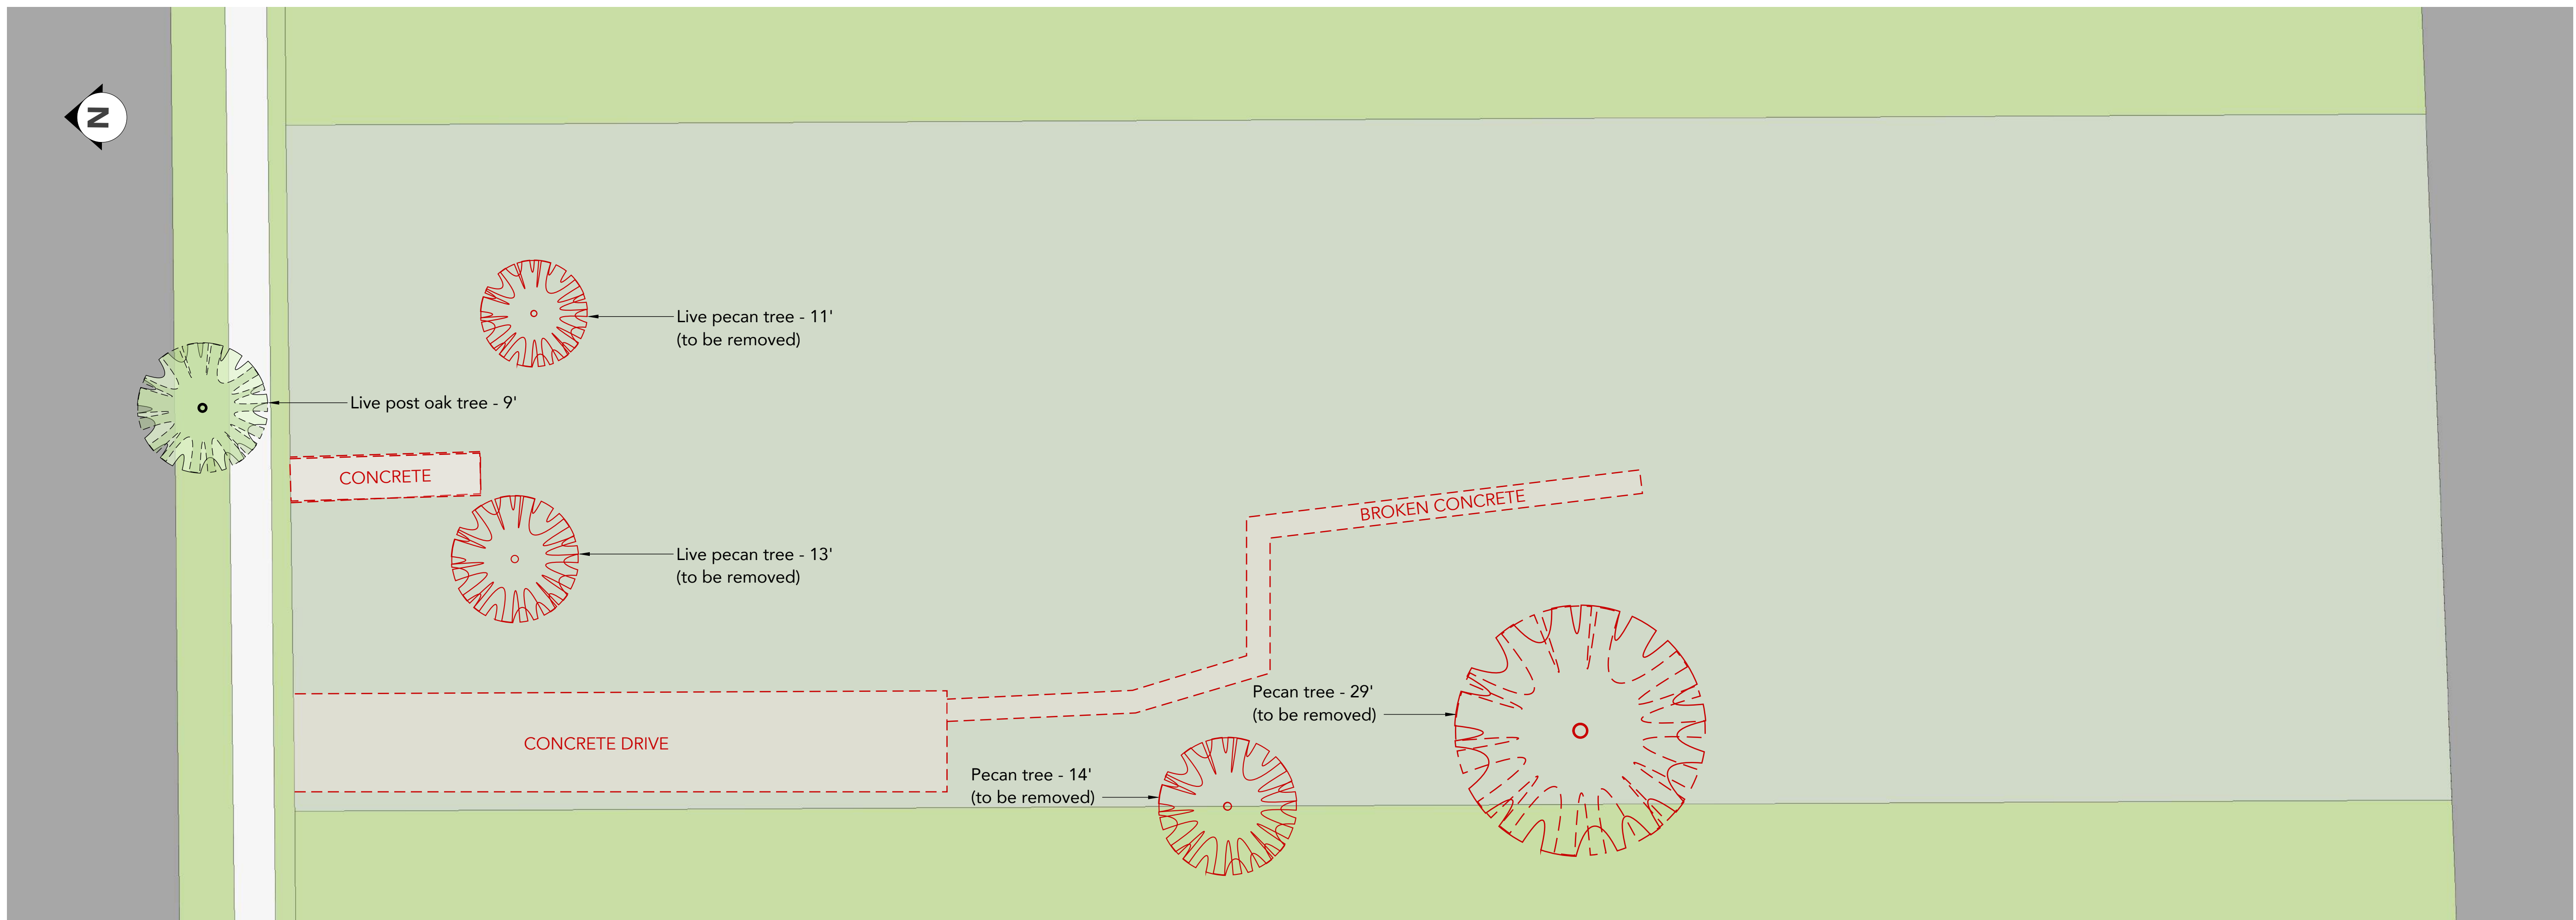 N
Live pecan tree - 11'
(to be removed)
Live post oak tree - 9'
CONCRETE
BROKEN CONCRETE
Live pecan tree - 13'
(to be removed)
Pecan tree - 29'
(to be removed)
CONCRETE DRIVE
Pecan tree - 14'
(to be removed)